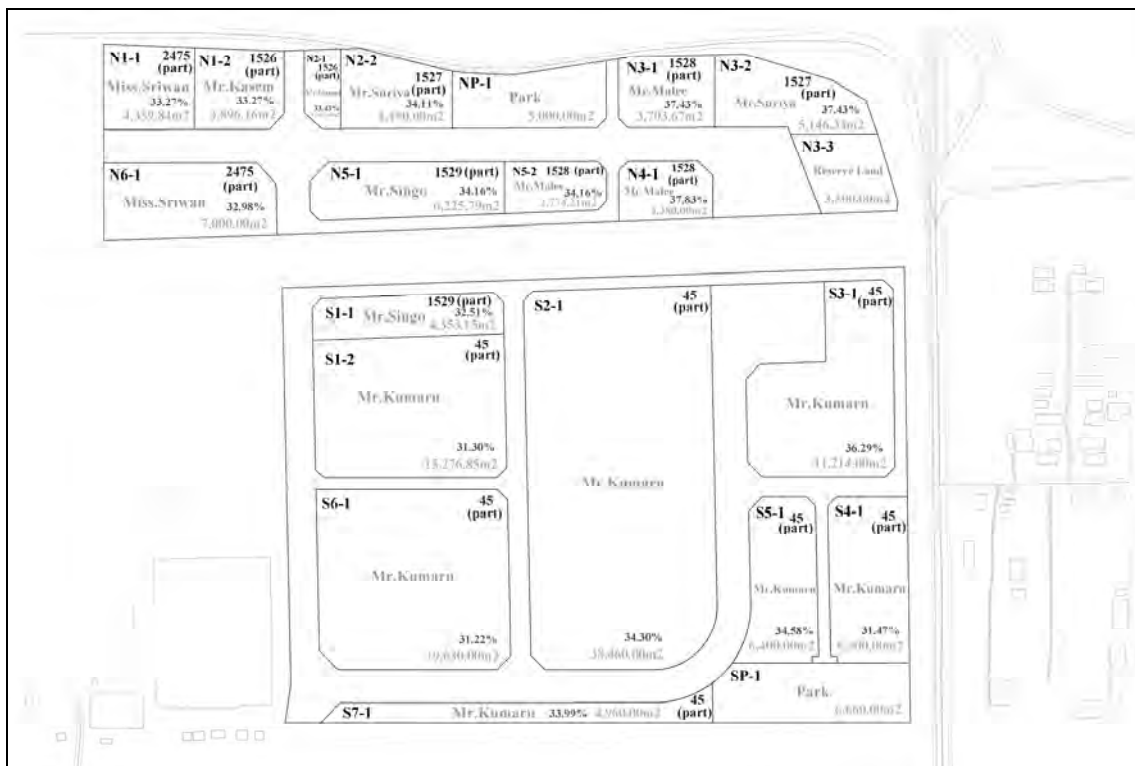 N1-1 2475 (part)
Miss.Sriwan
33.27%
4,359.84m2
N1-2 1526 (part)
Mr.Kasem
33.27%
3,896.16m2
N2-1
1526 (part)
N2-2
1527 (part)
Mr.Suriya
34.11%
NP-1
Park
5,000.00m2
N3-1 1528 (part)
Mr.Malee
37.43%
3,703.67m2
N3-2
1527 (part)
Mr.Suriya
37.43%
5,146.33m2
N3-3
Reserve Land
N6-1 2475 (part)
Miss.Sriwan 32.98%
7,000.00m2
N5-1 1529 (part)
Mr.Singo 34.16%
6,225.79m2
N5-2 1528 (part)
Mr.Malee 34.16%
N4-1 1528 (part)
Mr.Malee
37.83%
S1-1 1529 (part)
Mr.Singo 32.51%
4,353.15m2
S1-2 45 (part)
Mr.Kumaru
31.30%
S2-1 45 (part)
Mr.Kumaru
34.30%
S3-1 45 (part)
Mr.Kumaru
36.29%
11,214.00m2
S6-1 45 (part)
Mr.Kumaru
31.22%
S5-1 45 (part)
Mr.Kumaru
34.58%
6,400.00m2
S4-1 45 (part)
Mr.Kumaru
31.47%
SP-1
Park
6,660.00m2
S7-1 Mr.Kumaru 33.99% 4,960.00m2 45 (part)